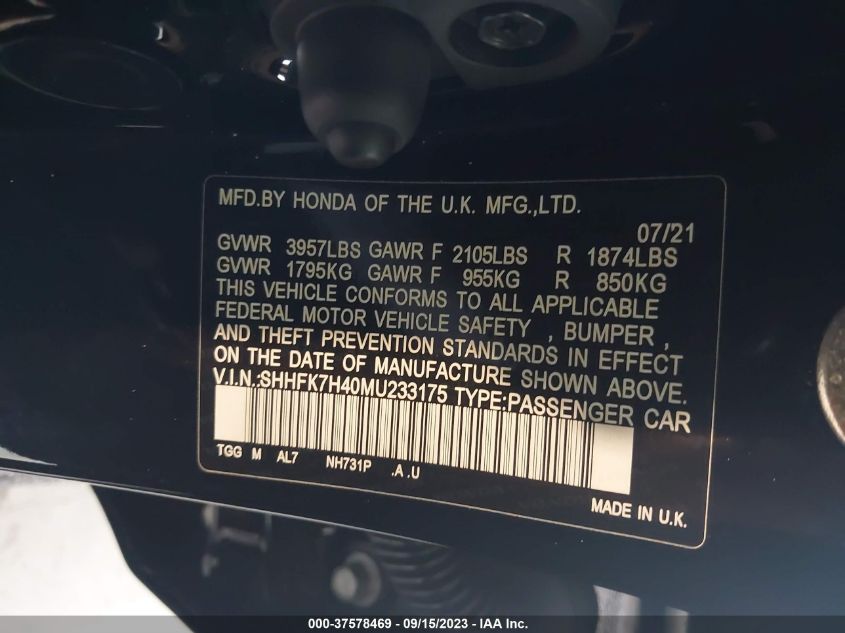 MFD.BY HONDA OF THE U.K. MFG.,LTD.
07/21
GVWR 3957LBS GAWR F 2105LBS R 1874LBS
GVWR 1795KG GAWR F 955KG R 850KG
THIS VEHICLE CONFORMS TO ALL APPLICABLE
FEDERAL MOTOR VEHICLE SAFETY , BUMPER ,
AND THEFT PREVENTION STANDARDS IN EFFECT
ON THE DATE OF MANUFACTURE SHOWN ABOVE.
V.I.N.:SHHFK7H40MU233175 TYPE:PASSENGER CAR
TGG M AL7 NH731P .A .U
MADE IN U.K.
000-37578469 - 09/15/2023 - IAA Inc.